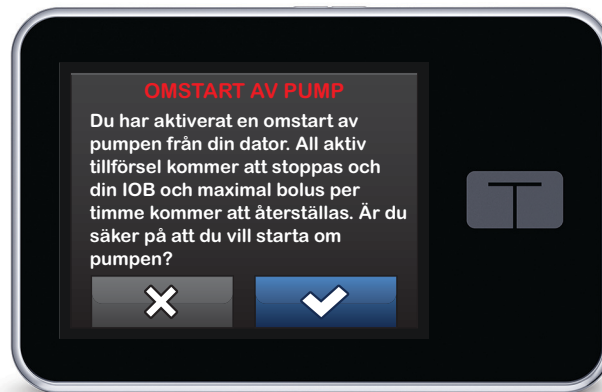 OMSTART AV PUMP
Du har aktiverat en omstart av
pumpen från din dator. All aktiv
tillförsel kommer att stoppas och
din IOB och maximal bolus per
timme kommer att återställas. Är du
säker på att du vill starta om
pumpen?